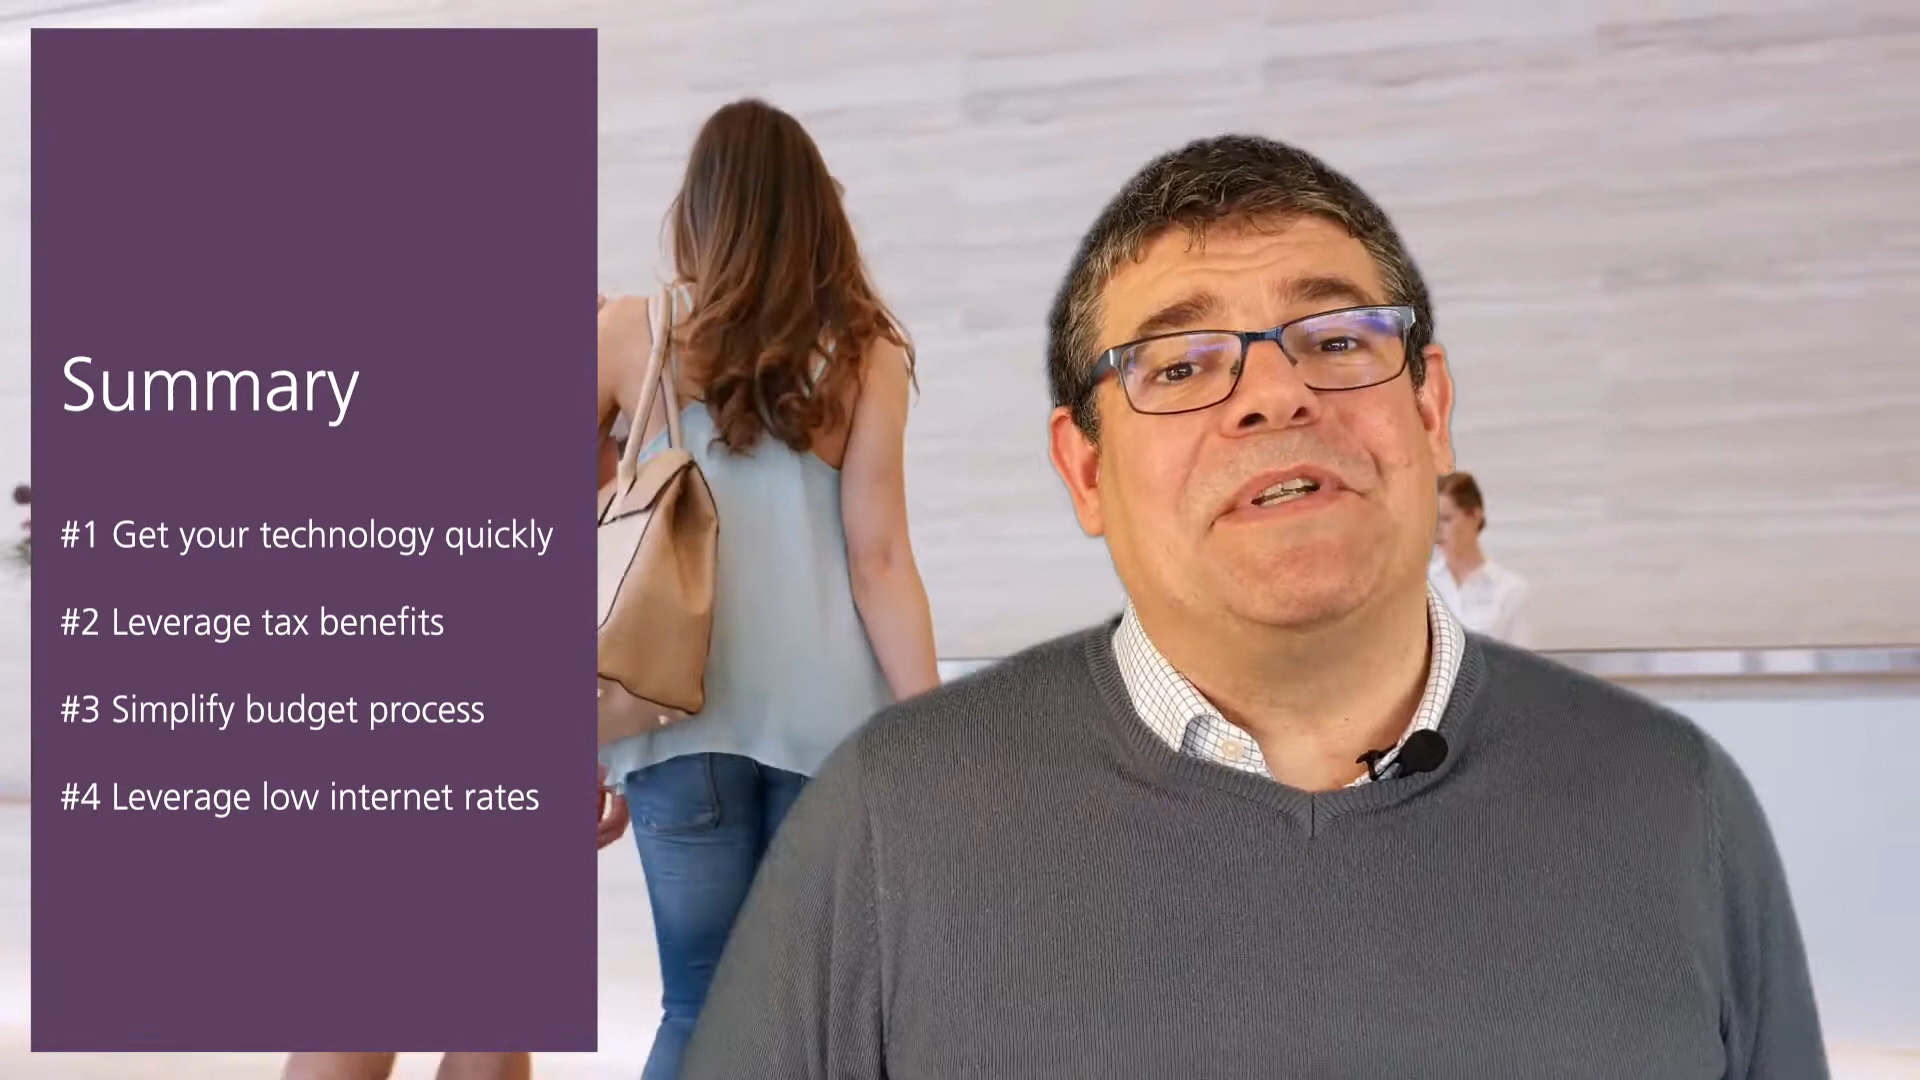 Summary
#1 Get your technology quickly
#2 Leverage tax benefits
#3 Simplify budget process
#4 Leverage low internet rates